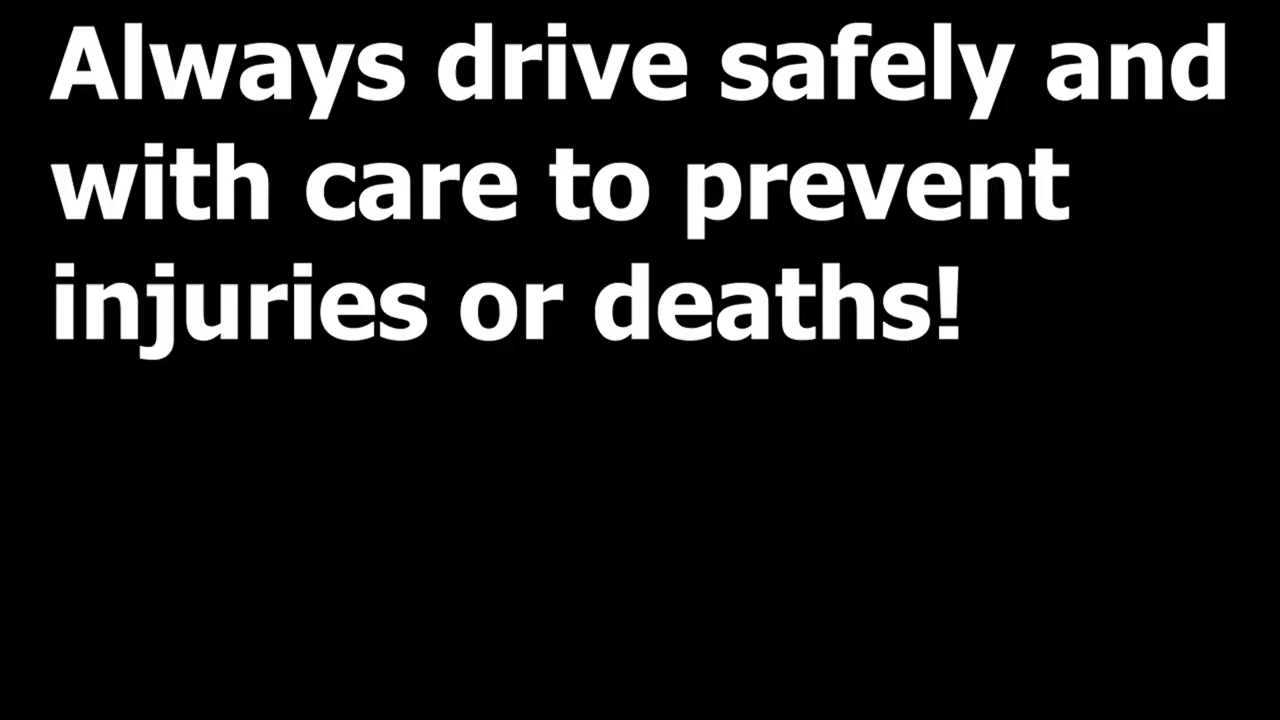 Always drive safely and
with care to prevent
injuries or deaths!